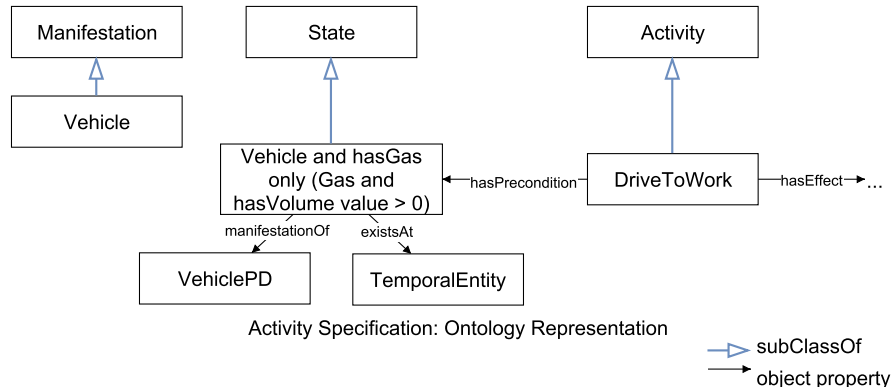 Manifestation
State
Activity
Vehicle
Vehicle and hasGas
only (Gas and
hasVolume value > 0)
hasPrecondition
DriveToWork
hasEffect
...
manifestationOf
existsAt
VehiclePD
TemporalEntity
Activity Specification: Ontology Representation
subClassOf
object property